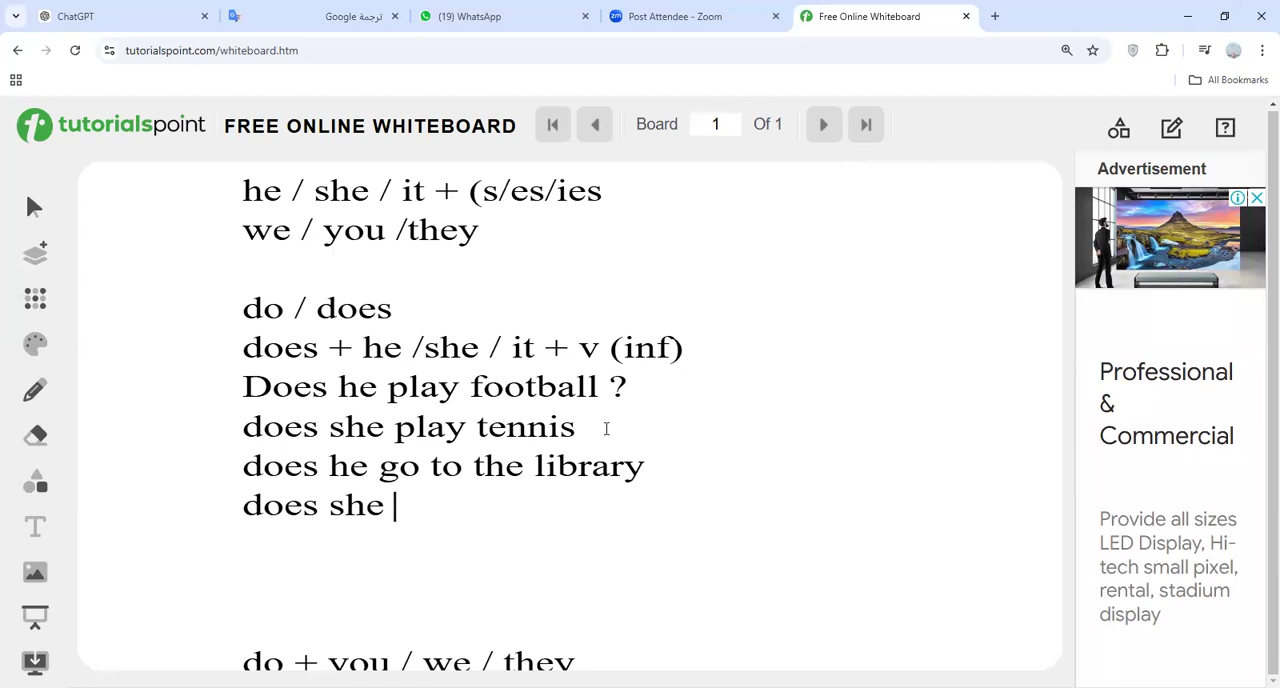 ChatGPT
ترجمة Google
(19) WhatsApp
Post Attendee - Zoom
Free Online Whiteboard
tutorialspoint.com/whiteboard.htm
All Bookmarks
tutorialspoint
FREE ONLINE WHITEBOARD
Board 1 Of 1
Advertisement
he / she / it + (s/es/ies
we / you /they
do / does
does + he /she / it + v (inf)
Does he play football ?
does she play tennis
does he go to the library
does she
do + you / we / they
Professional
&
Commercial
Provide all sizes
LED Display, Hi-
tech small pixel,
rental, stadium
display